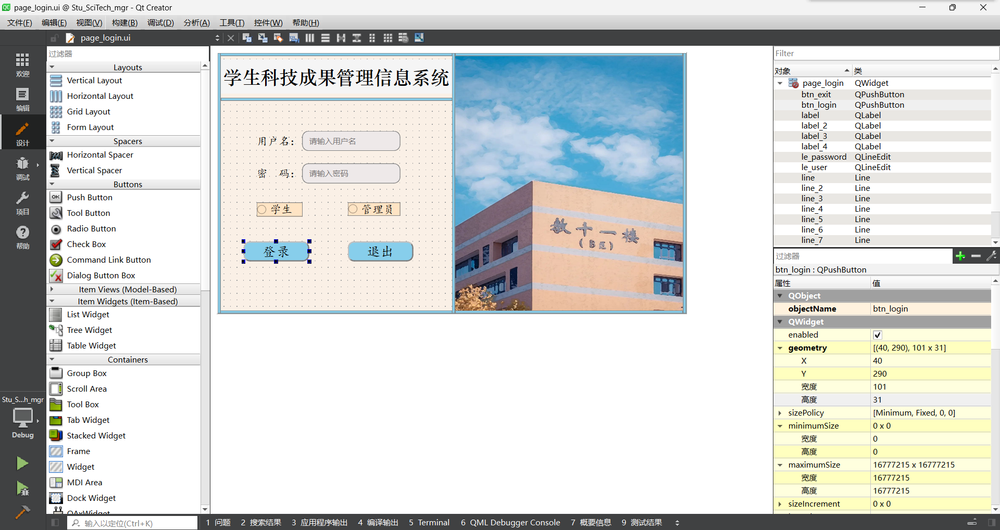 page_login.ui @ Stu_SciTech_mgr - Qt Creator
文件(F) 编辑(E) 视图(V) 构建(B) 调试(D) 分析(A) 工具(T) 控件(W) 帮助(H)
page_login.ui
欢迎
编辑
设计
调试
项目
帮助
Stu_S...h_mgr
Debug
过滤器
Layouts
Vertical Layout
Horizontal Layout
Grid Layout
Form Layout
Spacers
Horizontal Spacer
Vertical Spacer
Buttons
OK Push Button
Tool Button
Radio Button
Check Box
Command Link Button
Dialog Button Box
Item Views (Model-Based)
Item Widgets (Item-Based)
List Widget
Tree Widget
Table Widget
Containers
Group Box
Scroll Area
Tool Box
Tab Widget
Stacked Widget
Frame
Widget
MDI Area
Dock Widget
QAxWidget
学生科技成果管理信息系统
用户名: 请输入用户名
密 码: 请输入密码
学生 管理员
登录 退出
教十一楼
(B区)
Filter
对象 类
page_login QWidget
btn_exit QPushButton
btn_login QPushButton
label QLabel
label_2 QLabel
label_3 QLabel
label_4 QLabel
le_password QLineEdit
le_user QLineEdit
line Line
line_2 Line
line_3 Line
line_4 Line
line_5 Line
line_6 Line
line_7 Line
过滤器
btn_login : QPushButton
属性 值
QObject
objectName btn_login
QWidget
enabled
geometry [(40, 290), 101 x 31]
X 40
Y 290
宽度 101
高度 31
sizePolicy [Minimum, Fixed, 0, 0]
minimumSize 0 x 0
宽度 0
高度 0
maximumSize 16777215 x 16777215
宽度 16777215
高度 16777215
sizeIncrement 0 x 0
输入以定位(Ctrl+K) 1 问题 2 搜索结果 3 应用程序输出 4 编译输出 5 Terminal 6 QML Debugger Console 7 概要信息 9 测试结果